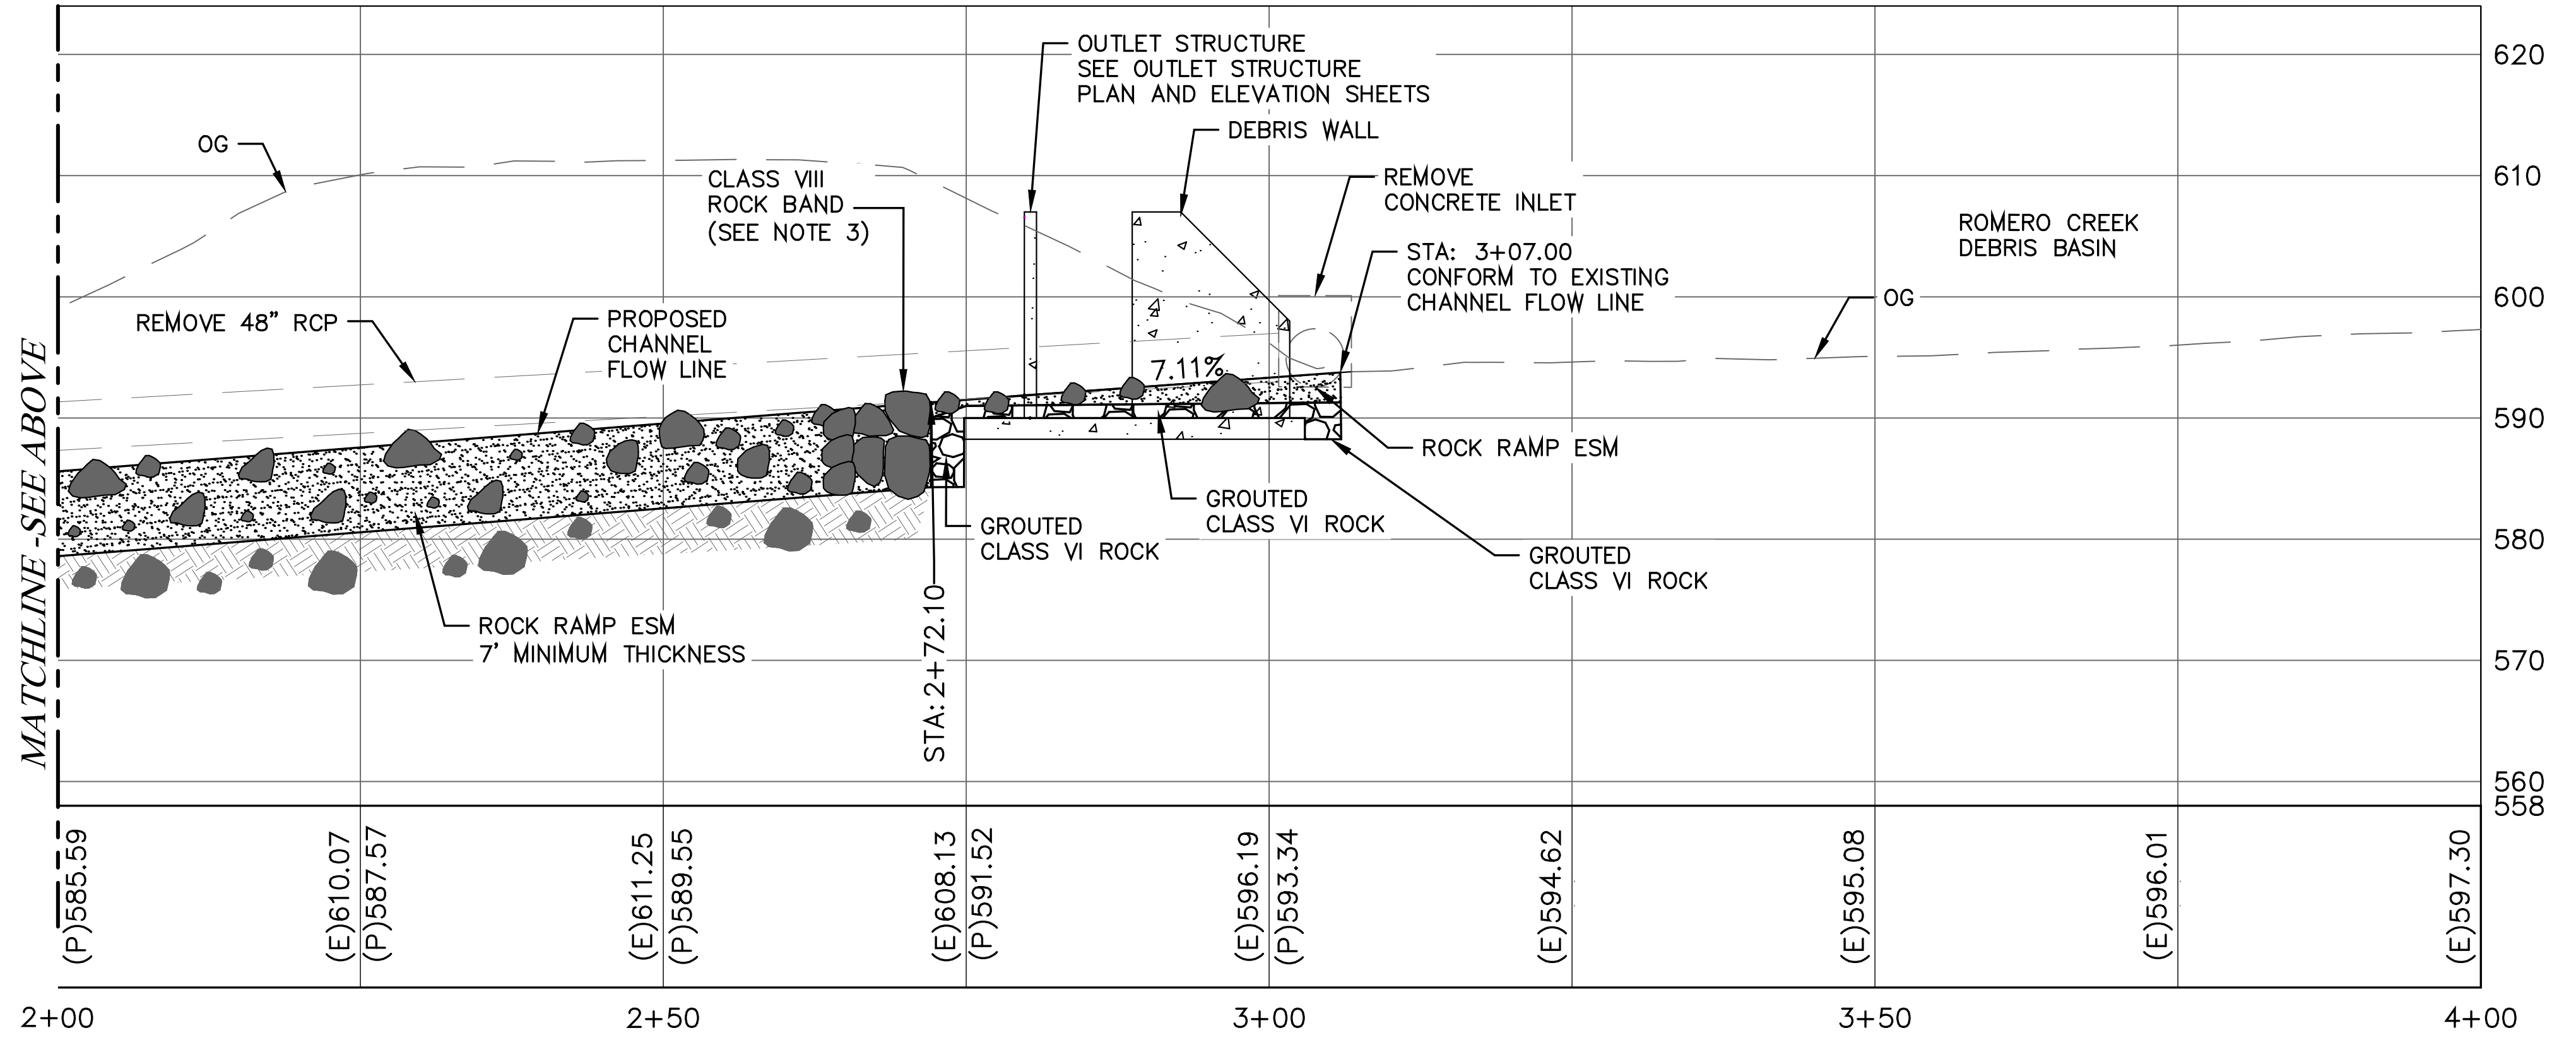 OUTLET STRUCTURE
SEE OUTLET STRUCTURE
PLAN AND ELEVATION SHEETS
620
DEBRIS WALL
OG
CLASS VIII
ROCK BAND
(SEE NOTE 3)
REMOVE
CONCRETE INLET
610
STA: 3+07.00
CONFORM TO EXISTING
CHANNEL FLOW LINE
ROMERO CREEK
DEBRIS BASIN
OG
600
REMOVE 48” RCP
PROPOSED
CHANNEL
FLOW LINE
7.11%
590
ROCK RAMP ESM
MATCHLINE -SEE ABOVE
GROUTED
CLASS VI ROCK
GROUTED
CLASS VI ROCK
580
GROUTED
CLASS VI ROCK
ROCK RAMP ESM
7' MINIMUM THICKNESS
STA: 2+72.10
570
560
558
(P)585.59
(E)610.07
(P)587.57
(E)611.25
(P)589.55
(E)608.13
(P)591.52
(E)596.19
(P)593.34
(E)594.62
(E)595.08
(E)596.01
(E)597.30
2+00
2+50
3+00
3+50
4+00